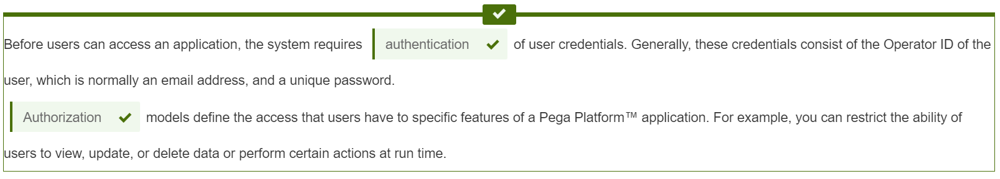 Before users can access an application, the system requires authentication of user credentials. Generally, these credentials consist of the Operator ID of the
user, which is normally an email address, and a unique password.
Authorization models define the access that users have to specific features of a Pega Platform™ application. For example, you can restrict the ability of
users to view, update, or delete data or perform certain actions at run time.